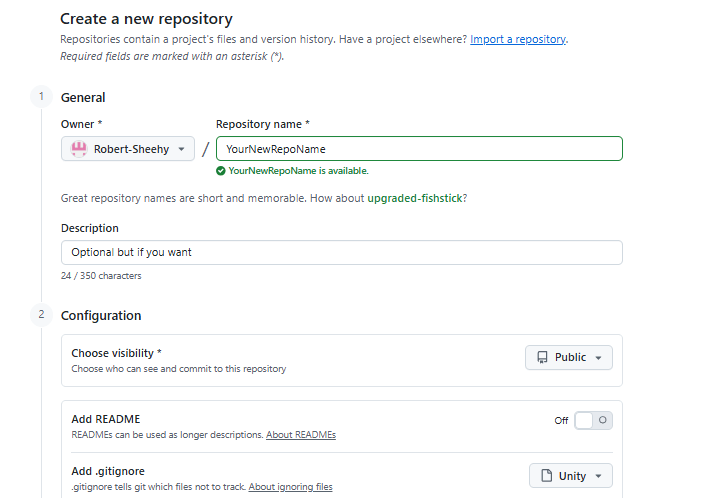 Create a new repository
Repositories contain a project's files and version history. Have a project elsewhere? Import a repository.
Required fields are marked with an asterisk (*).
1 General
Owner * Repository name *
Robert-Sheehy / YourNewRepoName
YourNewRepoName is available.
Great repository names are short and memorable. How about upgraded-fishstick?
Description
Optional but if you want
24 / 350 characters
2 Configuration
Choose visibility *
Choose who can see and commit to this repository
Public
Add README
READMEs can be used as longer descriptions. About READMEs
Off
Add .gitignore
.gitignore tells git which files not to track. About ignoring files
Unity